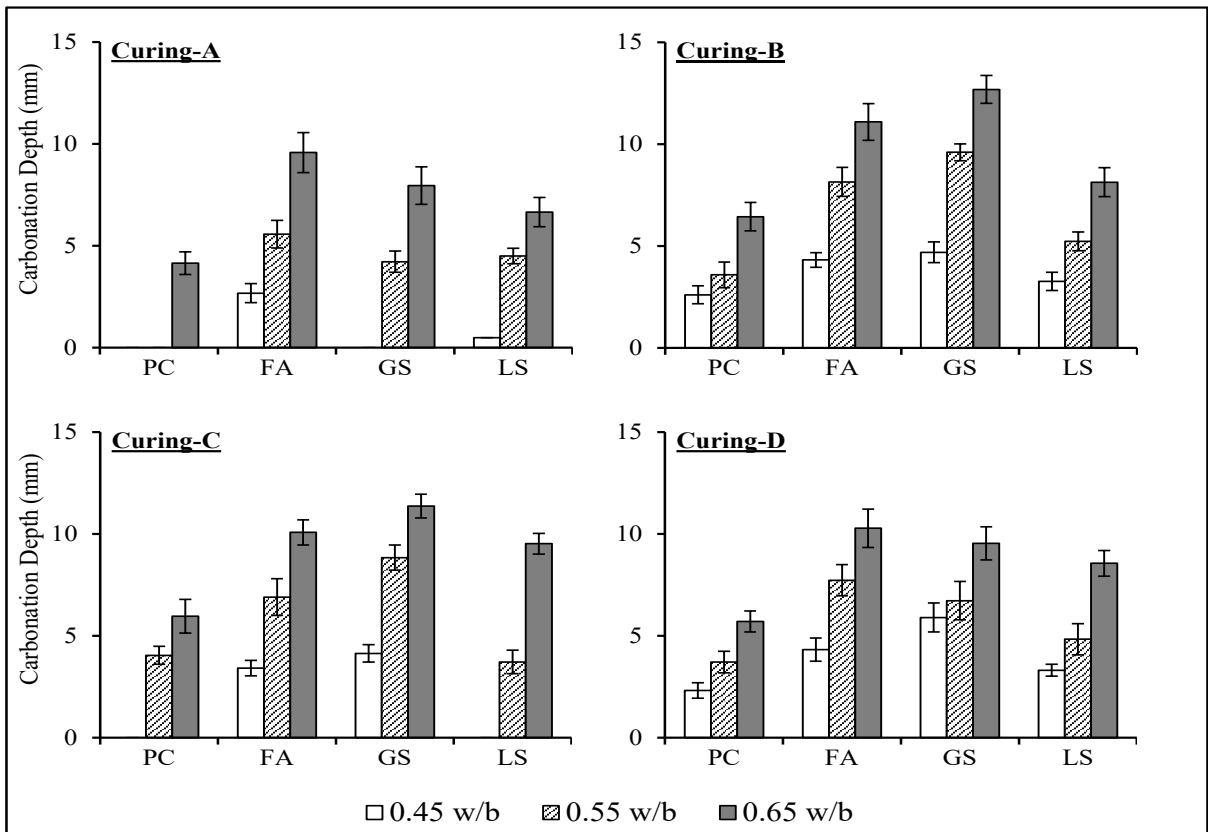 Curing-A
Carbonation Depth (mm)
15
10
5
0
PC FA GS LS
Curing-B
15
10
5
0
PC FA GS LS
Curing-C
Carbonation Depth (mm)
15
10
5
0
PC FA GS LS
Curing-D
15
10
5
0
PC FA GS LS
0.45 w/b 0.55 w/b 0.65 w/b